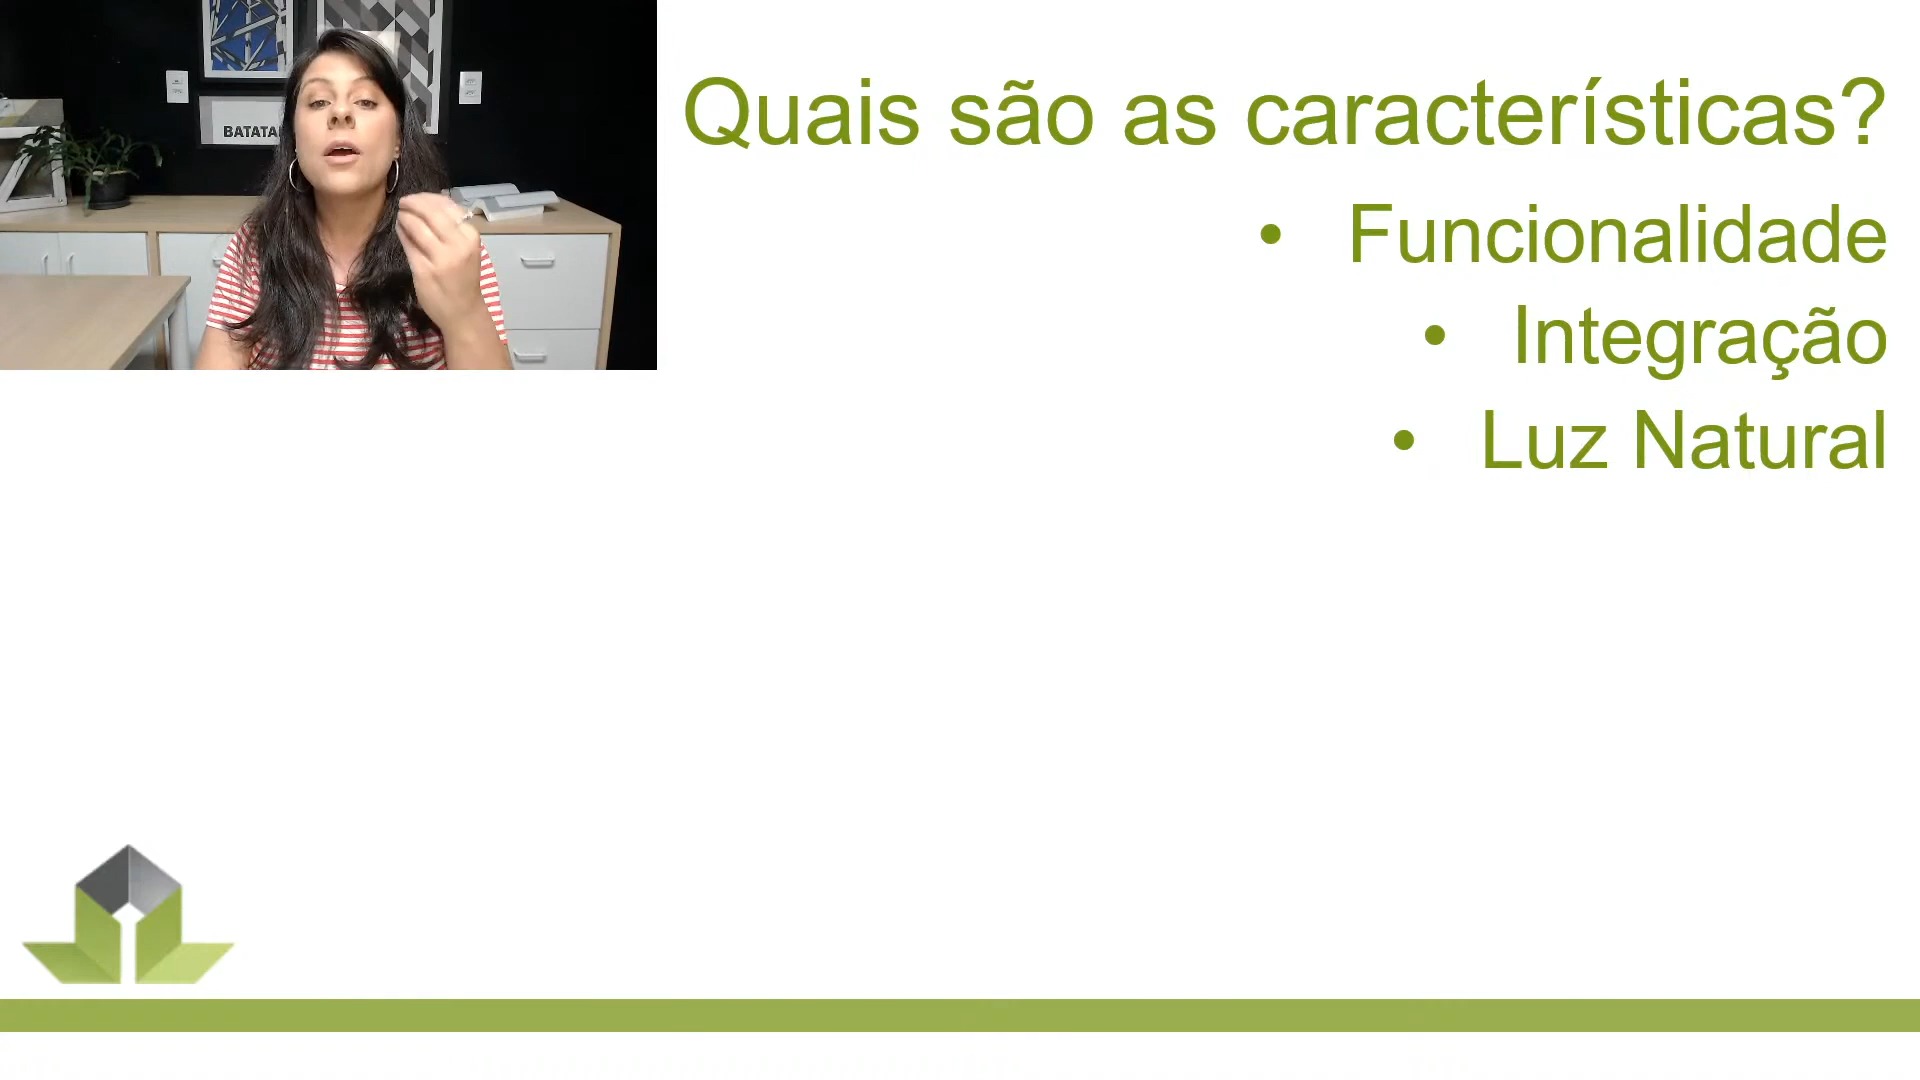 BATATA
Quais são as características?
• Funcionalidade
• Integração
• Luz Natural